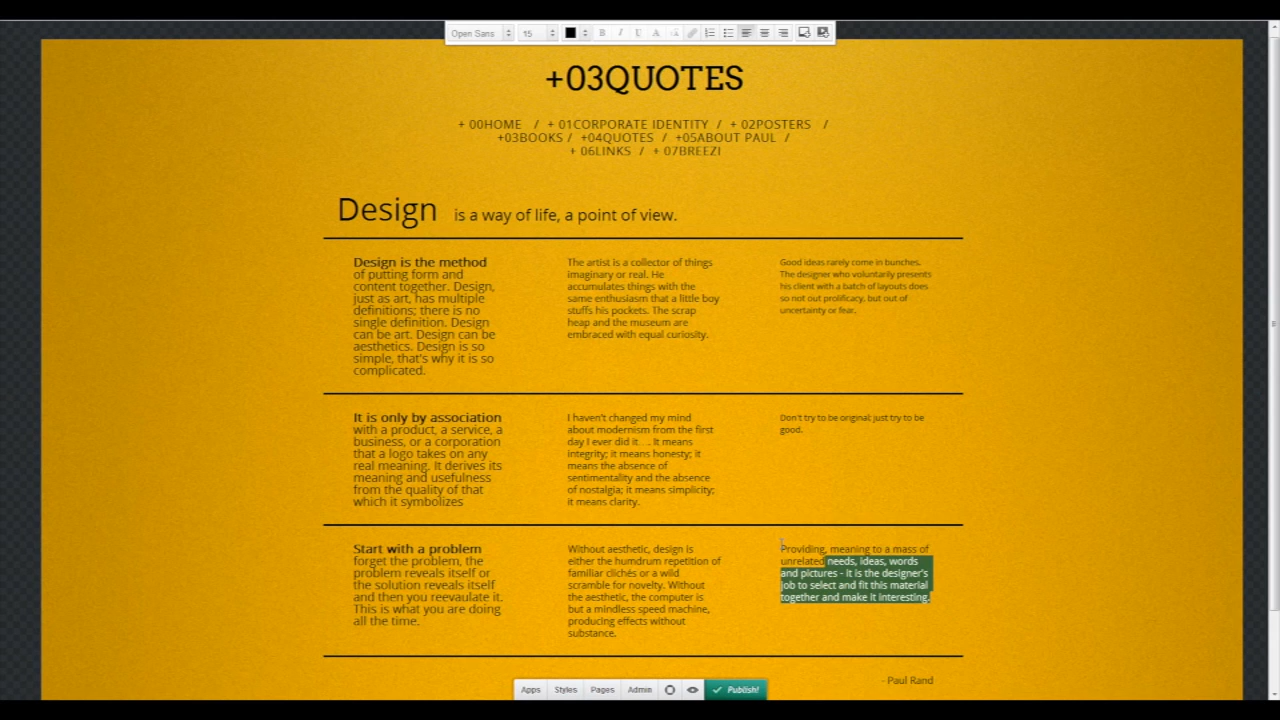 Open Sans 15 B I U A
+03QUOTES
+ 00HOME / + 01CORPORATE IDENTITY / + 02POSTERS /
+03BOOKS / +04QUOTES / +05ABOUT PAUL /
+ 06LINKS / + 07BREEZI
Design is a way of life, a point of view.
Design is the method
of putting form and
content together. Design,
just as art, has multiple
definitions; there is no
single definition. Design
can be art. Design can be
aesthetics. Design is so
simple, that's why it is so
complicated.
The artist is a collector of things
imaginary or real. He
accumulates things with the
same enthusiasm that a little boy
stuffs his pockets. The scrap
heap and the museum are
embraced with equal curiosity.
Good ideas rarely come in bunches.
The designer who voluntarily presents
his client with a batch of layouts does
so not out prolificacy, but out of
uncertainty or fear.
It is only by association
with a product, a service, a
business, or a corporation
that a logo takes on any
real meaning. It derives its
meaning and usefulness
from the quality of that
which it symbolizes
I haven't changed my mind
about modernism from the first
day I ever did it. . . It means
integrity; it means honesty; it
means the absence of
sentimentality and the absence
of nostalgia; it means simplicity;
it means clarity.
Don't try to be original; just try to be
good.
Start with a problem
forget the problem, the
problem reveals itself or
the solution reveals itself
and then you reevaulate it.
This is what you are doing
all the time.
Without aesthetic, design is
either the humdrum repetition of
familiar clichés or a wild
scramble for novelty. Without
the aesthetic, the computer is
but a mindless speed machine,
producing effects without
substance.
Providing, meaning to a mass of
unrelated needs, ideas, words
and pictures - it is the designer's
job to select and fit this material
together and make it interesting.
- Paul Rand
Apps Styles Pages Admin Publish!